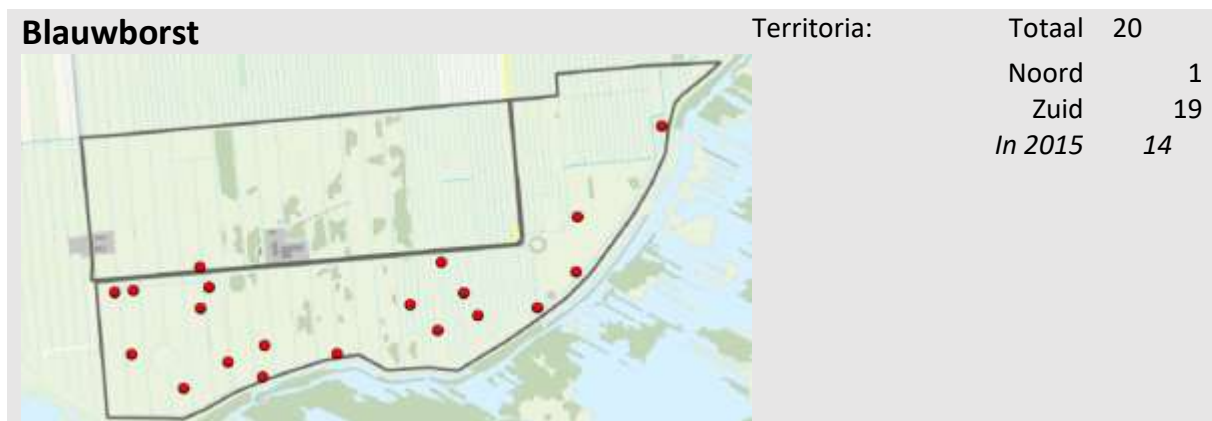 Blauwborst
Territoria: Totaal 20
Noord 1
Zuid 19
In 2015 14